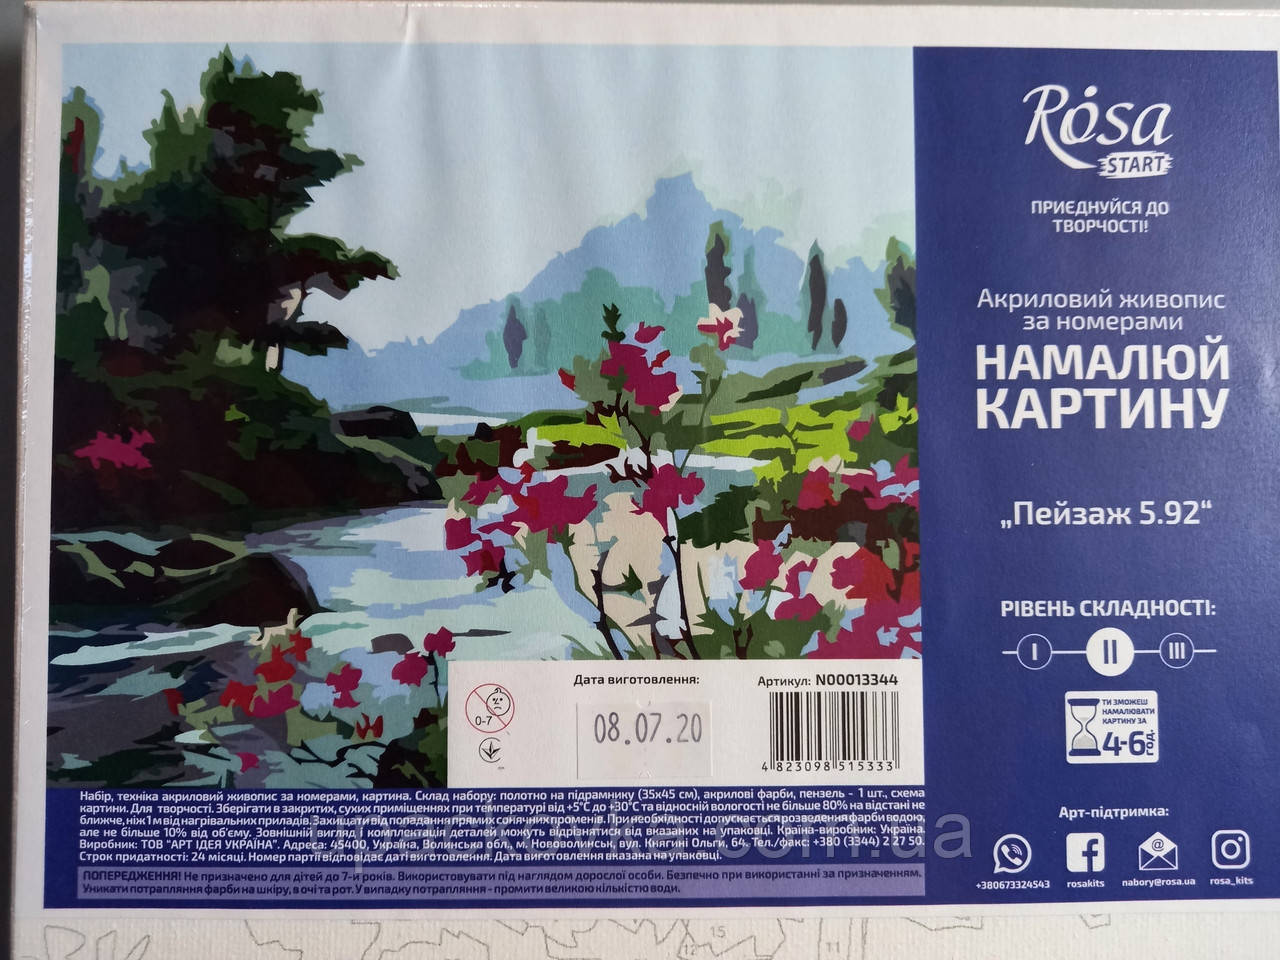 Rosa
START
ПРИЄДНУЙСЯ ДО
ТВОРЧОСТІ!
Акриловий живопис
за номерами
НАМАЛЮЙ
КАРТИНУ
„Пейзаж 5.92“
РІВЕНЬ СКЛАДНОСТІ:
I II III
ТИ ЗМОЖЕШ
НАМАЛЮВАТИ
КАРТИНУ ЗА
4-6 год.
Арт-підтримка:
+380673324543 rosakits nabory@rosa.ua rosa_kits
0-7
Дата виготовлення:
08.07.20
Артикул: N00013344
4 823098 515333
Набір, техніка акриловий живопис за номерами, картина. Склад набору: полотно на підрамнику (35х45 см), акрилові фарби, пензель - 1 шт., схема
картини. Для творчості. Зберігати в закритих, сухих приміщеннях при температурі від +5°C до +30°C та відносній вологості не більше 80% на відстані не
ближче, ніж 1 м від нагрівальних приладів. Захищати від попадання прямих сонячних променів. При необхідності допускається розведення фарби водою,
але не більше 10% від об'єму. Зовнішній вигляд і комплектація деталей можуть відрізнятися від вказаних на упаковці. Країна-виробник: Україна.
Виробник: ТОВ "АРТ ІДЕЯ УКРАЇНА". Адреса: 45400, Україна, Волинська обл., м. Нововолинськ, вул. Княгині Ольги, 64. Тел./факс: +380 (3344) 2 27 50.
Строк придатності: 24 місяці. Номер партії відповідає даті виготовлення. Дата виготовлення вказана на упаковці.
ПОПЕРЕДЖЕННЯ! Не призначено для дітей до 7-и років. Використовувати під наглядом дорослої особи. Безпечно при використанні за призначенням.
Уникати потрапляння фарби на шкіру, в очі та рот. У випадку потрапляння - промити великою кількістю води.
15
12
11